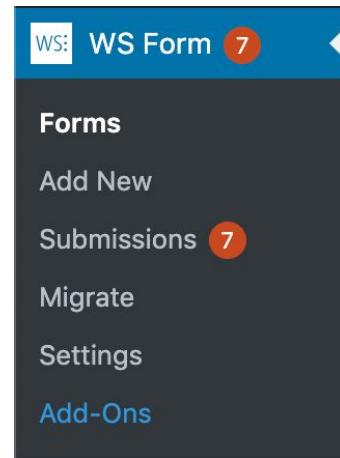 WS: WS Form 7
Forms
Add New
Submissions 7
Migrate
Settings
Add-Ons